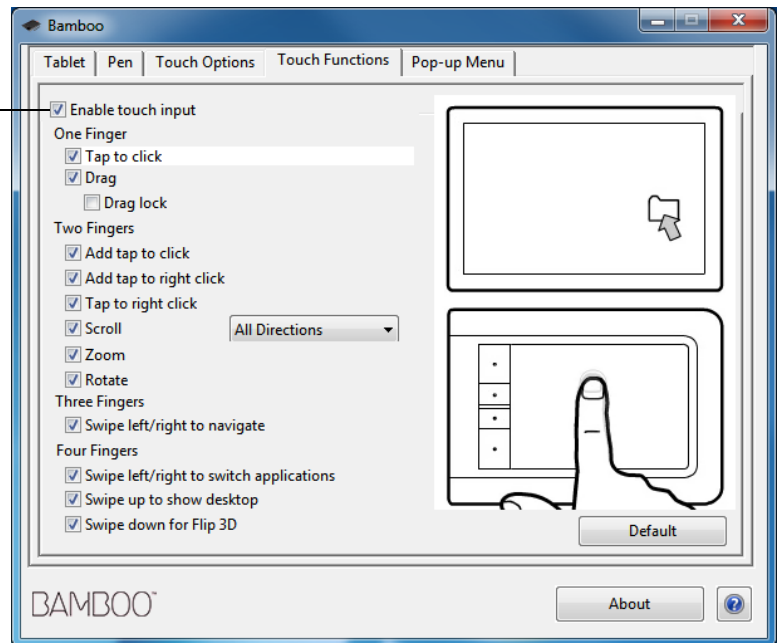 Bamboo
Tablet Pen Touch Options Touch Functions Pop-up Menu
Enable touch input
One Finger
Tap to click
Drag
Drag lock
Two Fingers
Add tap to click
Add tap to right click
Tap to right click
Scroll All Directions
Zoom
Rotate
Three Fingers
Swipe left/right to navigate
Four Fingers
Swipe left/right to switch applications
Swipe up to show desktop
Swipe down for Flip 3D
Default
BAMBOO™
About